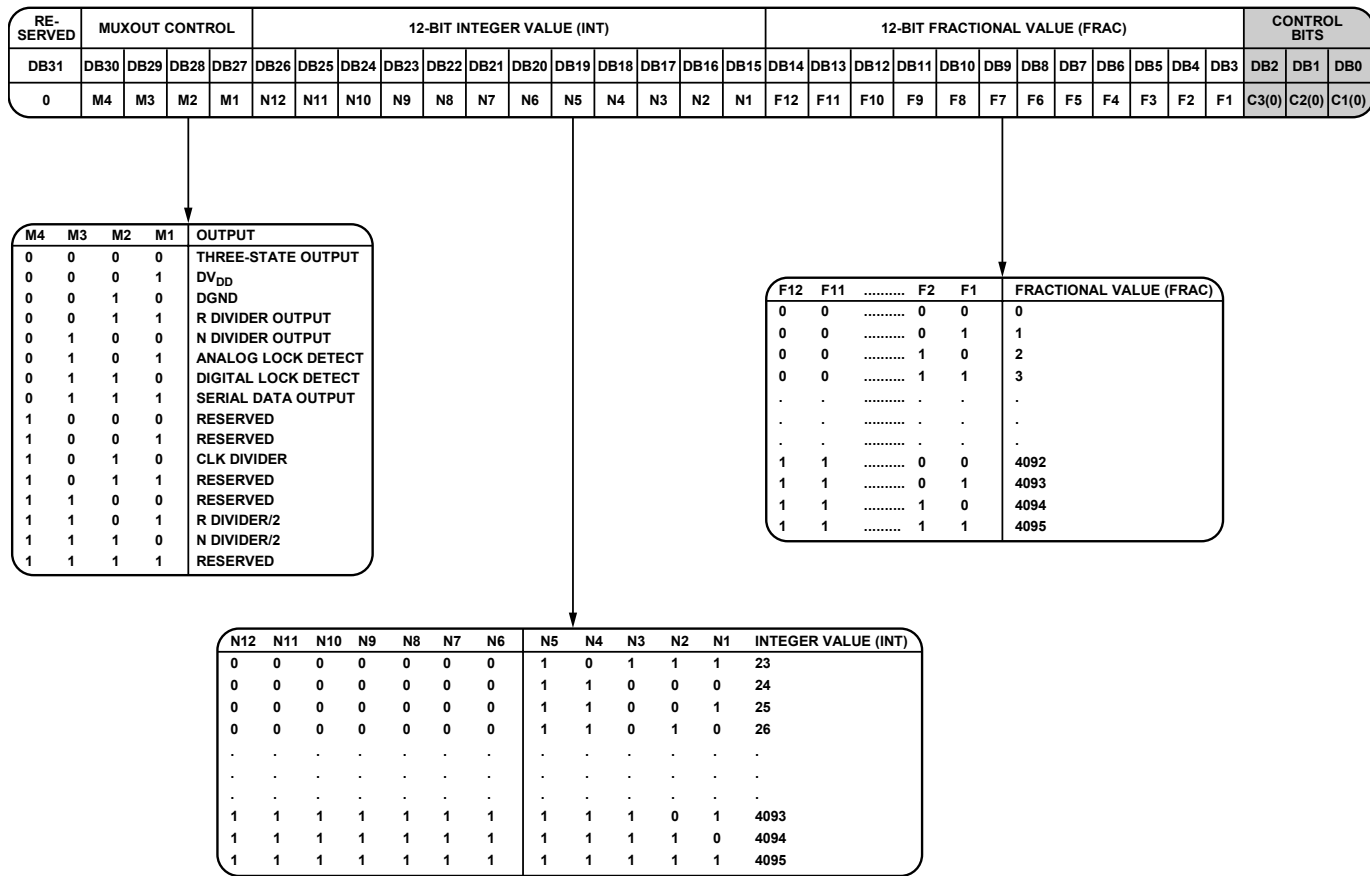 RE-
SERVED MUXOUT CONTROL 12-BIT INTEGER VALUE (INT) 12-BIT FRACTIONAL VALUE (FRAC) CONTROL
BITS
DB31 DB30 DB29 DB28 DB27 DB26 DB25 DB24 DB23 DB22 DB21 DB20 DB19 DB18 DB17 DB16 DB15 DB14 DB13 DB12 DB11 DB10 DB9 DB8 DB7 DB6 DB5 DB4 DB3 DB2 DB1 DB0
0 M4 M3 M2 M1 N12 N11 N10 N9 N8 N7 N6 N5 N4 N3 N2 N1 F12 F11 F10 F9 F8 F7 F6 F5 F4 F3 F2 F1 C3(0) C2(0) C1(0)
M4 M3 M2 M1 OUTPUT
0 0 0 0 THREE-STATE OUTPUT
0 0 0 1 DVDD
0 0 1 0 DGND
0 0 1 1 R DIVIDER OUTPUT
0 1 0 0 N DIVIDER OUTPUT
0 1 0 1 ANALOG LOCK DETECT
0 1 1 0 DIGITAL LOCK DETECT
0 1 1 1 SERIAL DATA OUTPUT
1 0 0 0 RESERVED
1 0 0 1 RESERVED
1 0 1 0 CLK DIVIDER
1 0 1 1 RESERVED
1 1 0 0 RESERVED
1 1 0 1 R DIVIDER/2
1 1 1 0 N DIVIDER/2
1 1 1 1 RESERVED
F12 F11 .......... F2 F1 FRACTIONAL VALUE (FRAC)
0 0 .......... 0 0 0
0 0 .......... 0 1 1
0 0 .......... 1 0 2
0 0 .......... 1 1 3
. . .......... . . .
. . .......... . . .
. . .......... . . .
1 1 .......... 0 0 4092
1 1 .......... 0 1 4093
1 1 .......... 1 0 4094
1 1 ......... 1 1 4095
N12 N11 N10 N9 N8 N7 N6 N5 N4 N3 N2 N1 INTEGER VALUE (INT)
0 0 0 0 0 0 0 1 0 1 1 1 23
0 0 0 0 0 0 0 1 1 0 0 0 24
0 0 0 0 0 0 0 1 1 0 0 1 25
0 0 0 0 0 0 0 1 1 0 1 0 26
. . . . . . . . . . . . .
. . . . . . . . . . . . .
. . . . . . . . . . . . .
1 1 1 1 1 1 1 1 1 1 0 1 4093
1 1 1 1 1 1 1 1 1 1 1 0 4094
1 1 1 1 1 1 1 1 1 1 1 1 4095